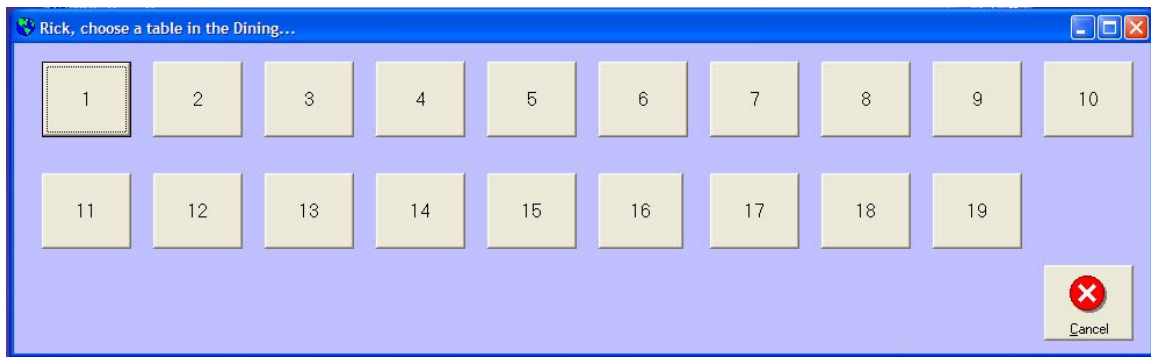 Rick, choose a table in the Dining...
1 2 3 4 5 6 7 8 9 10
11 12 13 14 15 16 17 18 19
Cancel